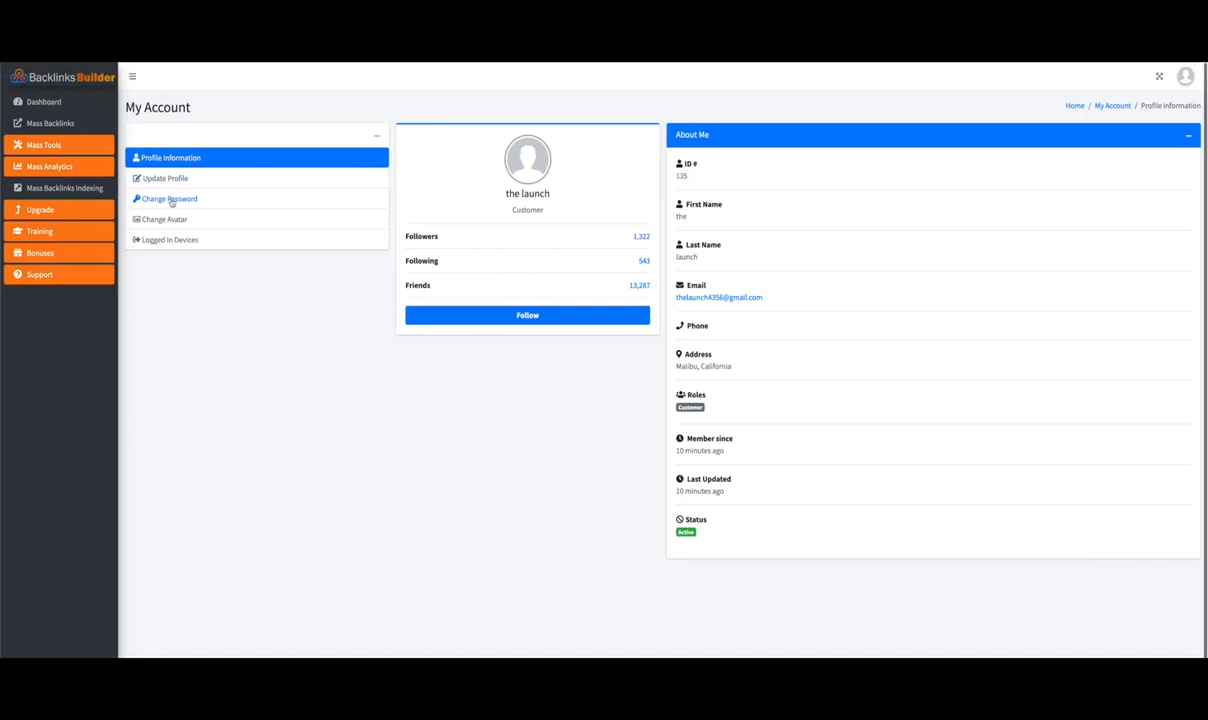 BacklinksBuilder
Dashboard
Mass Backlinks
Mass Tools
Mass Analytics
Mass Backlinks Indexing
Upgrade
Training
Bonuses
Support
My Account
Home / My Account / Profile Information
Profile Information
Update Profile
Change Password
Change Avatar
Logged In Devices
the launch
Customer
Followers 1,322
Following 543
Friends 13,287
Follow
About Me
ID #
135
First Name
the
Last Name
launch
Email
thelaunch4356@gmail.com
Phone
Address
Malibu, California
Roles
Customer
Member since
10 minutes ago
Last Updated
10 minutes ago
Status
Active